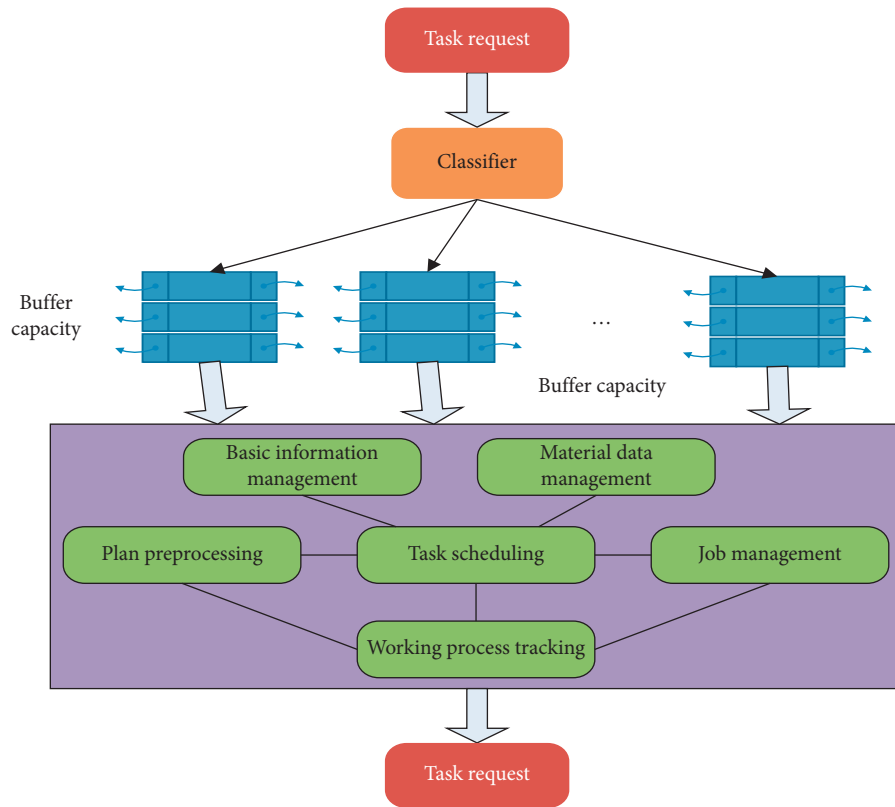 Task request
Classifier
Buffer
capacity
...
Buffer capacity
Basic information
management
Material data
management
Plan preprocessing
Task scheduling
Job management
Working process tracking
Task request